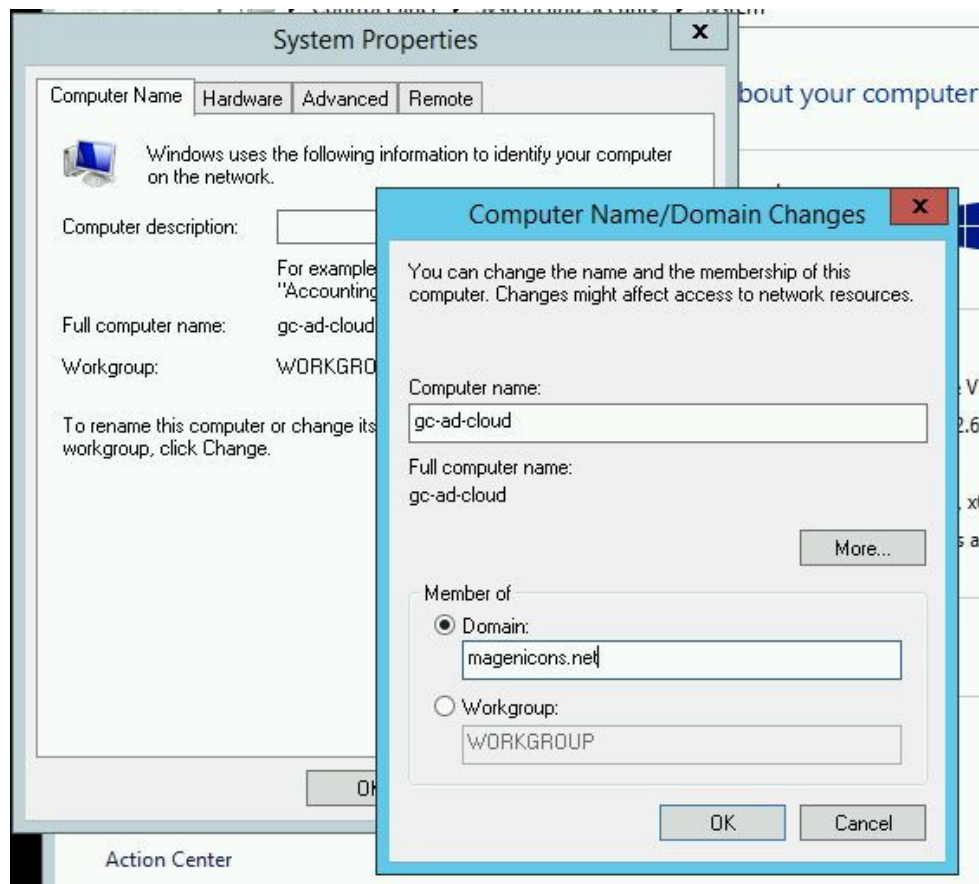 System Properties
x
Computer Name
Hardware
Advanced
Remote
Windows uses the following information to identify your computer
on the network.
Computer description:
For example
"Accounting
Full computer name:
gc-ad-cloud
Workgroup:
WORKGRO
To rename this computer or change its
workgroup, click Change.
OK
bout your computer
Computer Name/Domain Changes
x
You can change the name and the membership of this
computer. Changes might affect access to network resources.
Computer name:
gc-ad-cloud
Full computer name:
gc-ad-cloud
More...
Member of
Domain:
magenicons.net
Workgroup:
WORKGROUP
OK
Cancel
Action Center